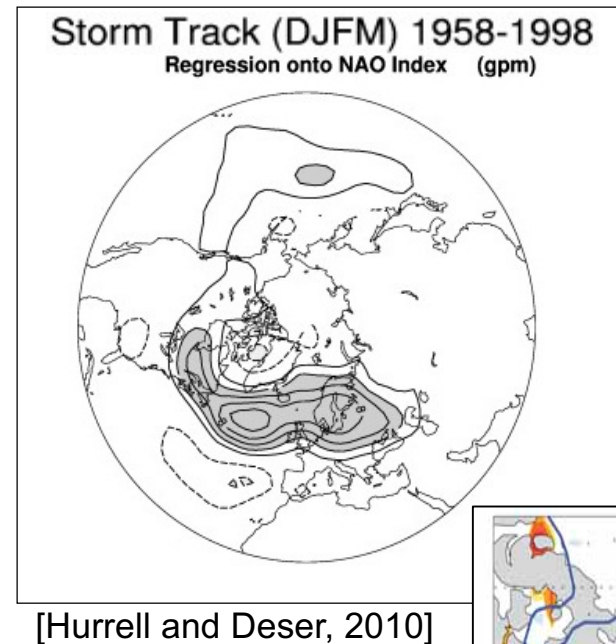 Storm Track (DJFM) 1958-1998
Regression onto NAO Index (gpm)
[Hurrell and Deser, 2010]